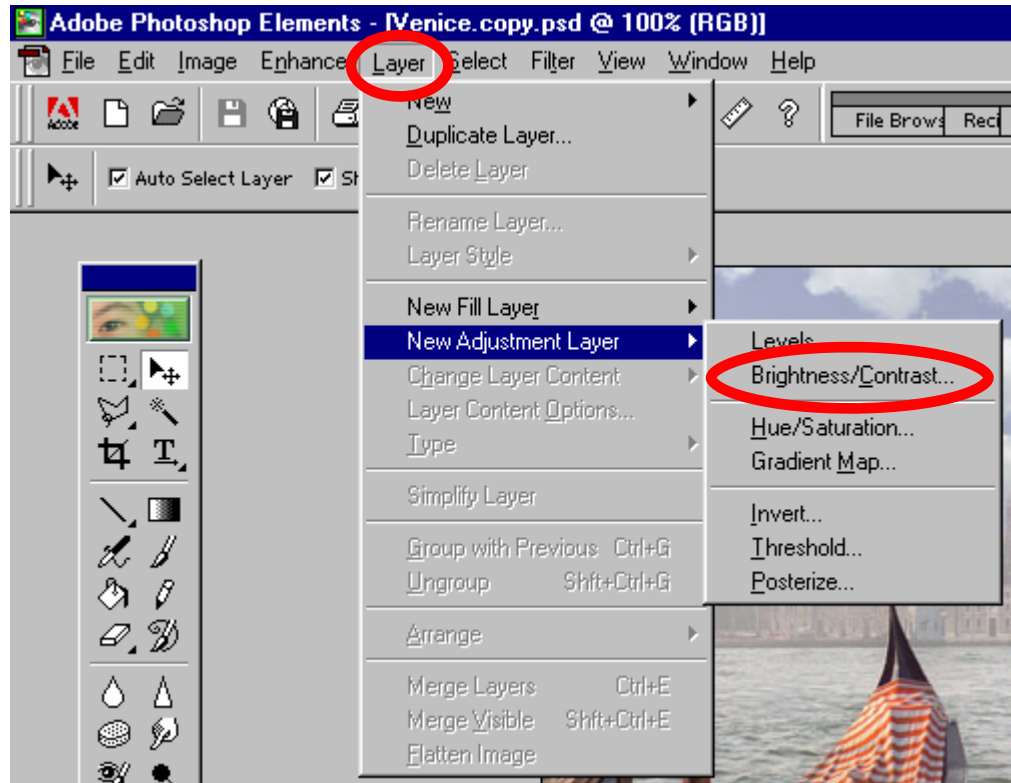 Adobe Photoshop Elements - [Venice.copy.psd @ 100% (RGB)]
File Edit Image Enhance Layer Select Filter View Window Help
Adobe
File Brows Reci
Auto Select Layer Sh
New
Duplicate Layer...
Delete Layer
Rename Layer...
Layer Style
New Fill Layer
New Adjustment Layer
Change Layer Content
Layer Content Options...
Type
Simplify Layer
Group with Previous Ctrl+G
Ungroup Shft+Ctrl+G
Arrange
Merge Layers Ctrl+E
Merge Visible Shft+Ctrl+E
Flatten Image
Levels...
Brightness/Contrast...
Hue/Saturation...
Gradient Map...
Invert...
Threshold...
Posterize...
T